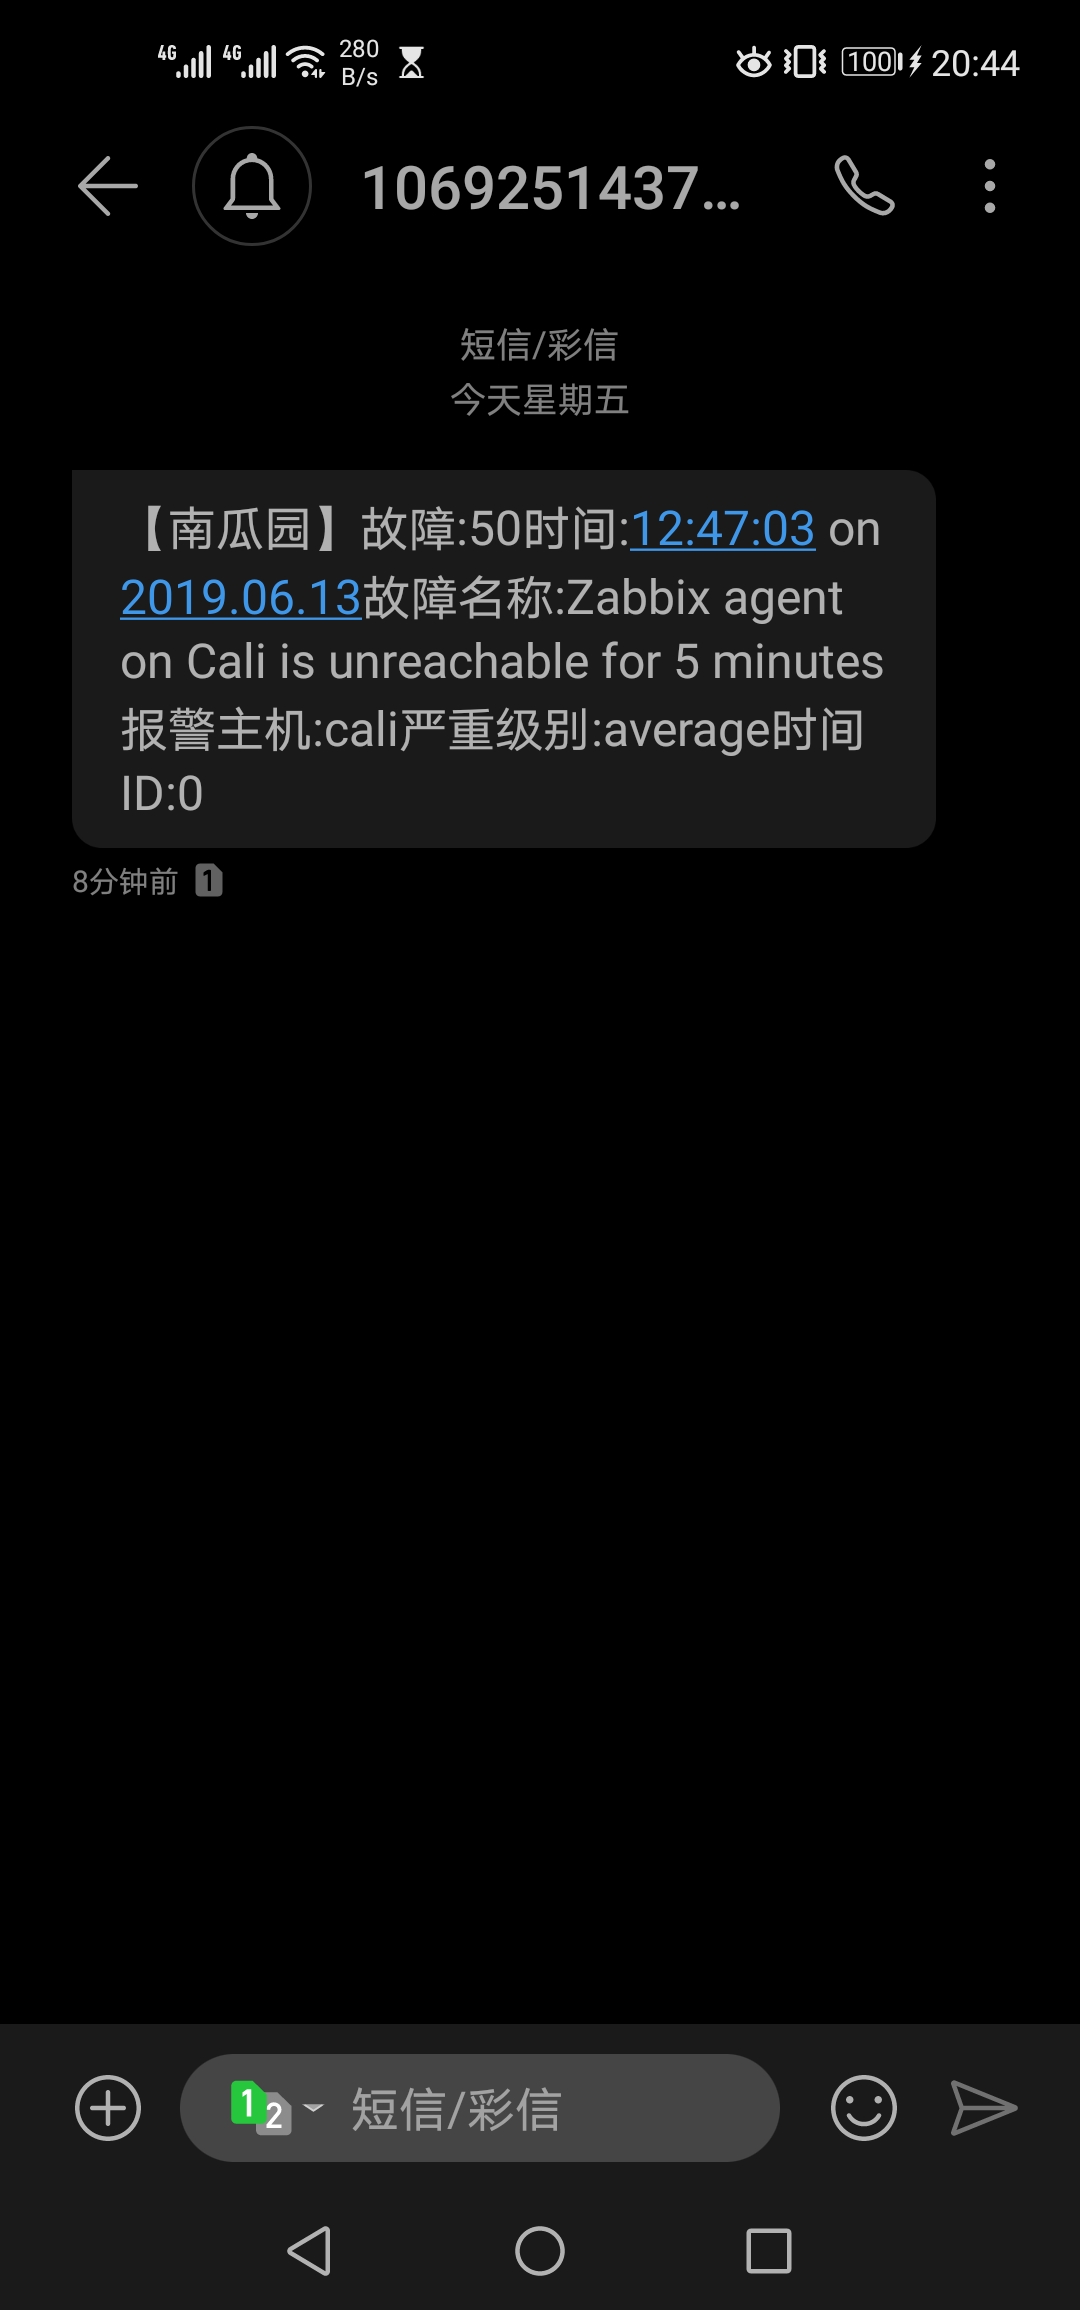 4G 4G 280 B/s 100 20:44
1069251437...
短信/彩信
今天星期五
【南瓜园】故障:50时间:12:47:03 on
2019.06.13故障名称:Zabbix agent
on Cali is unreachable for 5 minutes
报警主机:cali严重级别:average时间
ID:0
8分钟前 1
1 2 短信/彩信